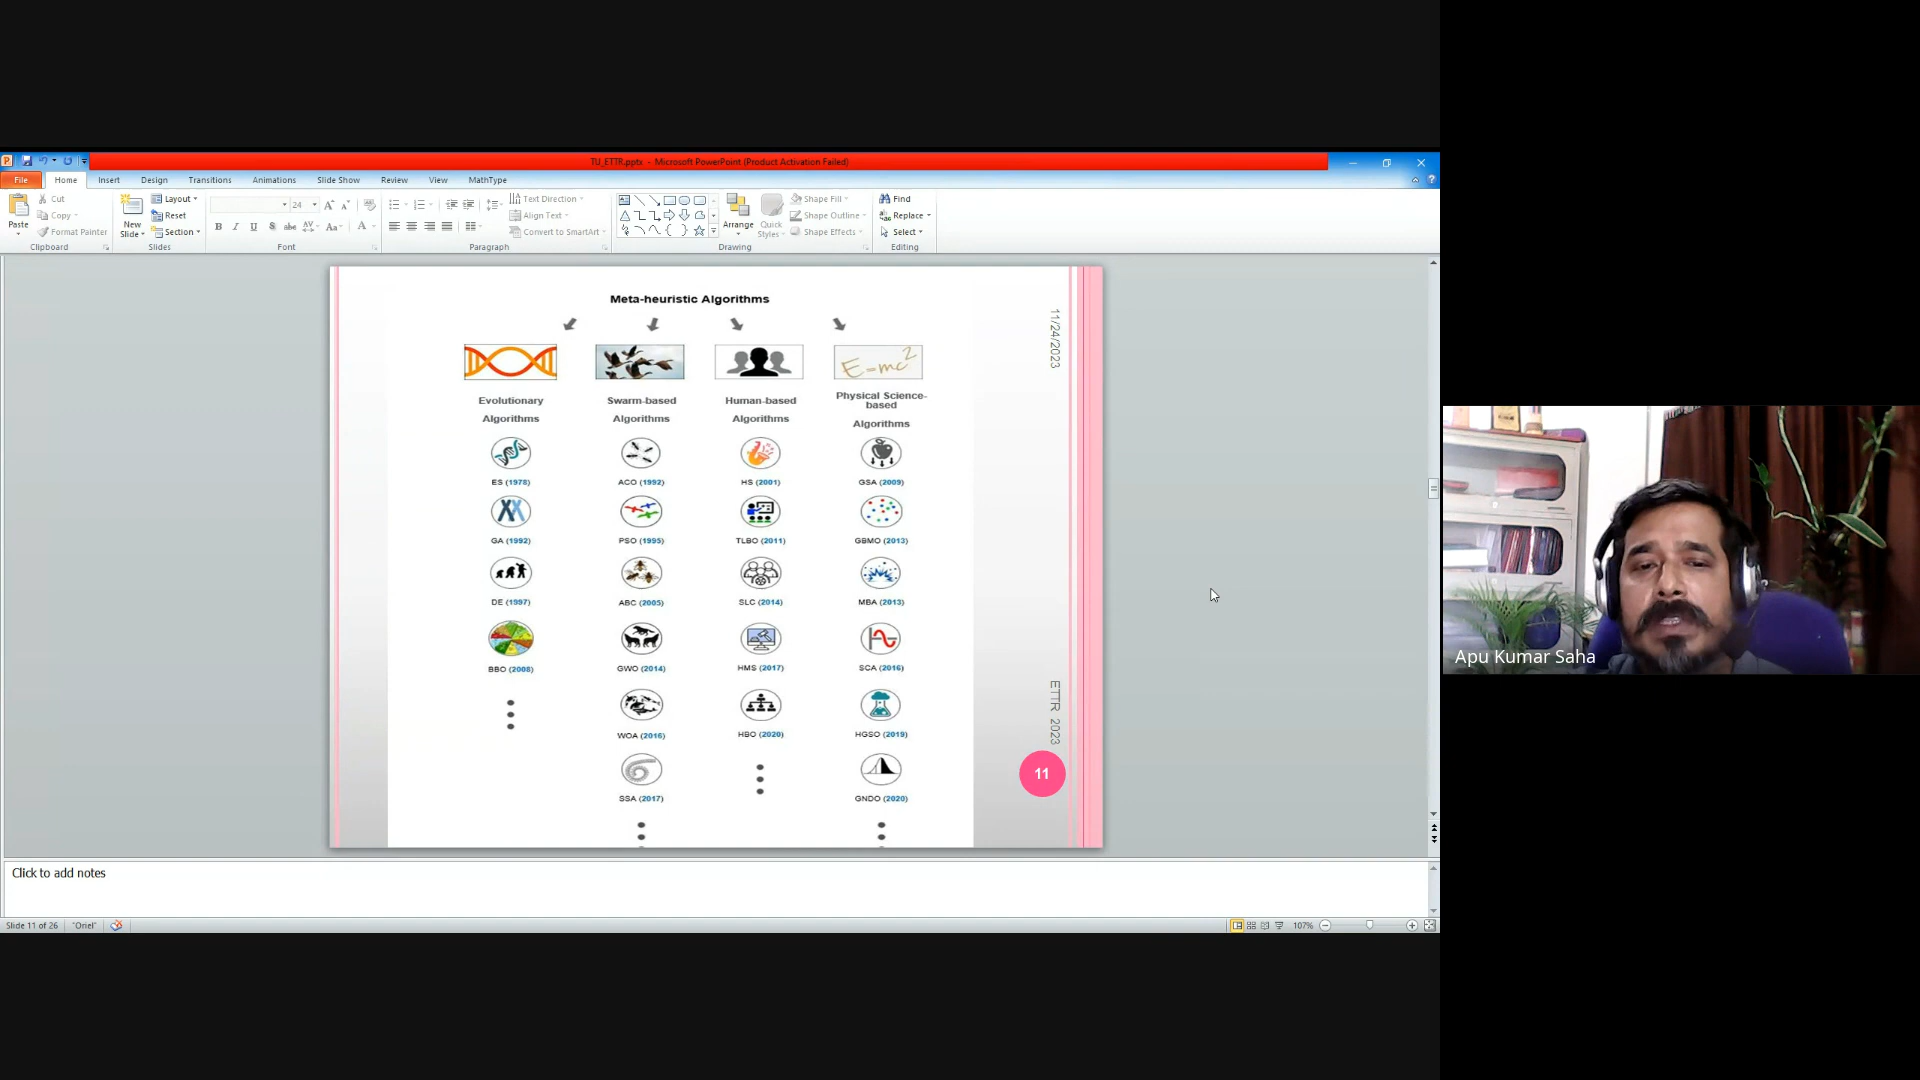 TU_ETTR.pptx - Microsoft PowerPoint (Product Activation Failed)
File Home Insert Design Transitions Animations Slide Show Review View MathType
Paste
Cut
Copy
Format Painter
Clipboard
New
Slide
Layout
Reset
Section
Slides
24
Font
Text Direction
Align Text
Convert to SmartArt
Paragraph
Arrange
Quick
Styles
Shape Fill
Shape Outline
Shape Effects
Drawing
Find
Replace
Select
Editing
Meta-heuristic Algorithms
E=mc2
Evolutionary
Algorithms
ES (1978)
GA (1992)
DE (1997)
BBO (2008)
Swarm-based
Algorithms
ACO (1992)
PSO (1995)
ABC (2005)
GWO (2014)
WOA (2016)
SSA (2017)
Human-based
Algorithms
HS (2001)
TLBO (2011)
SLC (2014)
HMS (2017)
HBO (2020)
Physical Science-
based
Algorithms
GSA (2009)
GBMO (2013)
MBA (2013)
SCA (2016)
HGSO (2019)
GNDO (2020)
11/24/2023
ETTR 2023
11
Click to add notes
Slide 11 of 26 "Oriel" 107%
Apu Kumar Saha